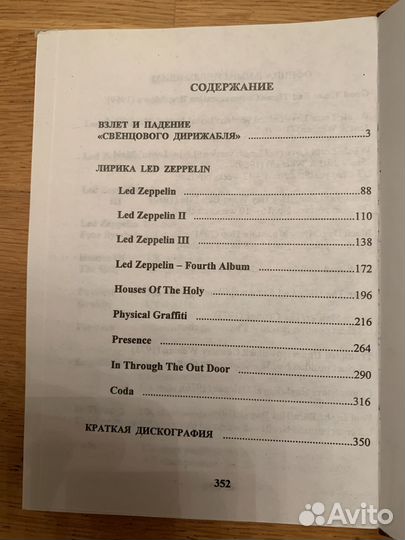 СОДЕРЖАНИЕ
ВЗЛЕТ И ПАДЕНИЕ
«СВЕНЦОВОГО ДИРИЖАБЛЯ» 3
ЛИРИКА LED ZEPPELIN
Led Zeppelin 88
Led Zeppelin II 110
Led Zeppelin III 138
Led Zeppelin – Fourth Album 172
Houses Of The Holy 196
Physical Graffiti 216
Presence 264
In Through The Out Door 290
Coda 316
КРАТКАЯ ДИСКОГРАФИЯ 350
352
Avito